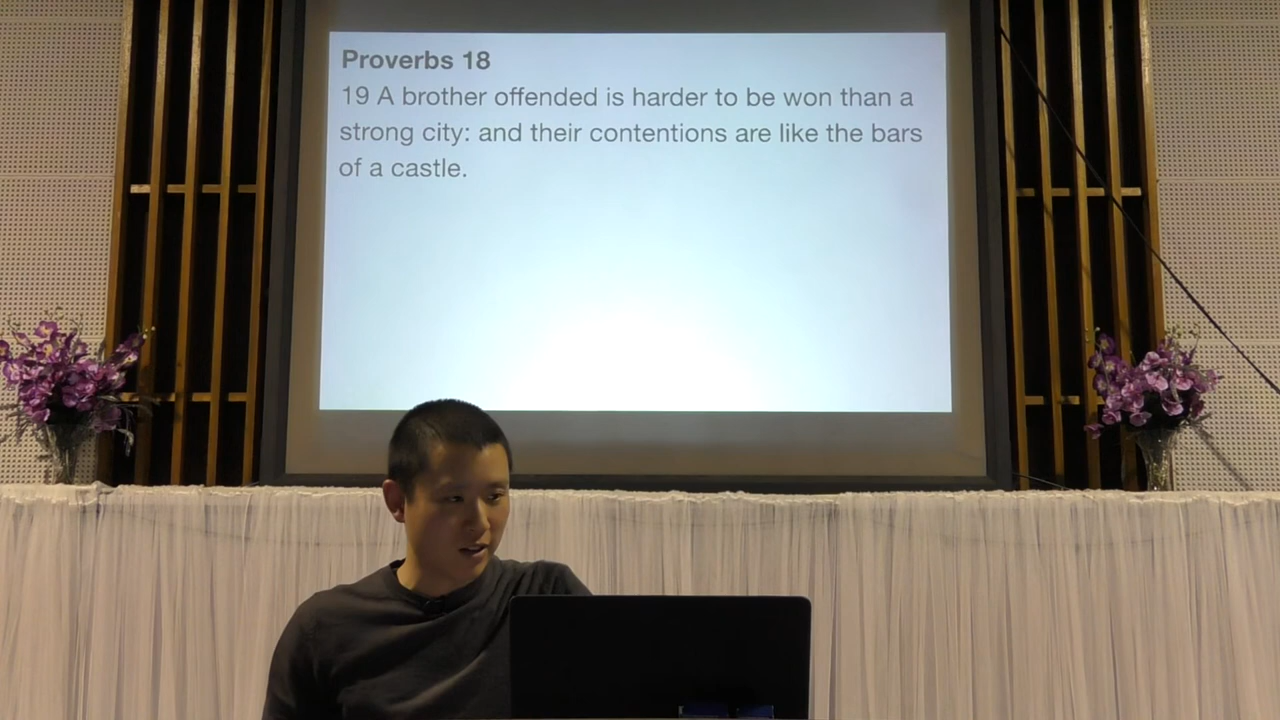 Proverbs 18
19 A brother offended is harder to be won than a
strong city: and their contentions are like the bars
of a castle.